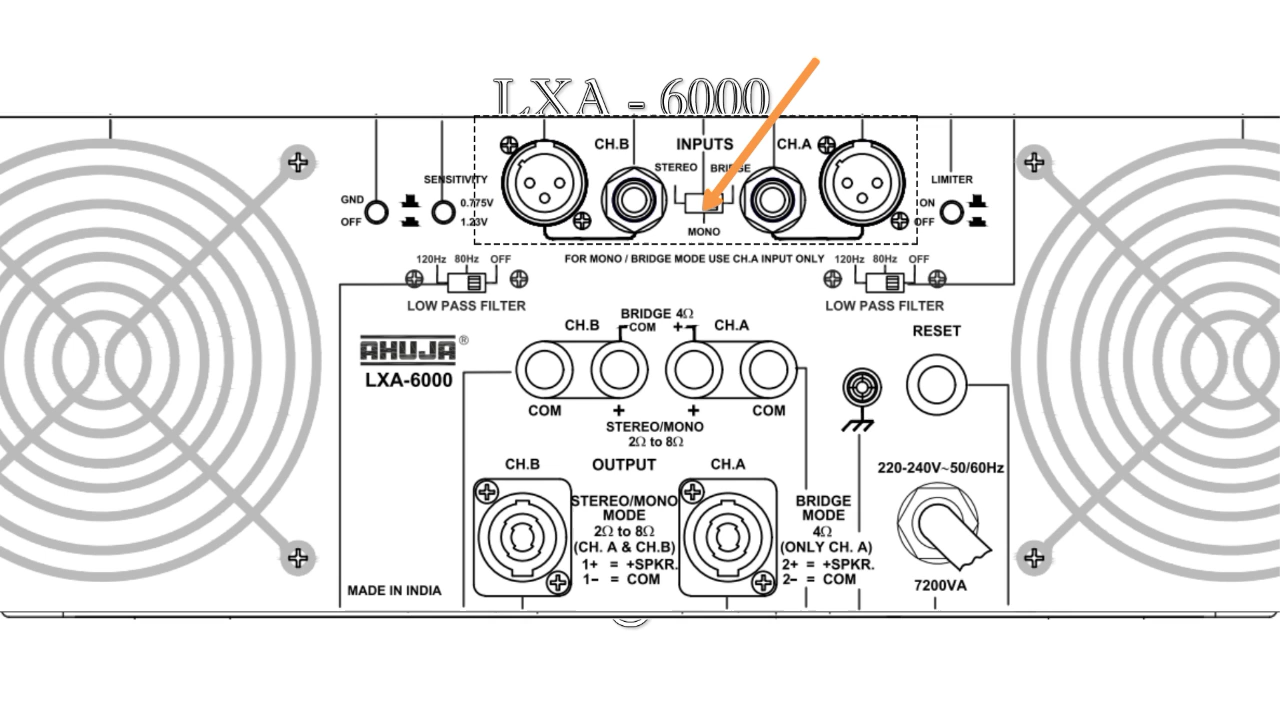 LXA - 6000
CH.B INPUTS CH.A
STEREO BRIDGE
MONO
SENSITIVITY
GND
OFF
0.775V
1.23V
LIMITER
ON
OFF
FOR MONO / BRIDGE MODE USE CH.A INPUT ONLY
120Hz 80Hz OFF
LOW PASS FILTER
120Hz 80Hz OFF
LOW PASS FILTER
BRIDGE 4Ω
CH.B COM + CH.A
COM + + COM
STEREO/MONO
2Ω to 8Ω
RESET
AHUJA®
LXA-6000
CH.B OUTPUT CH.A
STEREO/MONO
MODE
2Ω to 8Ω
(CH. A & CH.B)
1+ = +SPKR.
1− = COM
BRIDGE
MODE
4Ω
(ONLY CH. A)
2+ = +SPKR.
2− = COM
220-240V~50/60Hz
7200VA
MADE IN INDIA